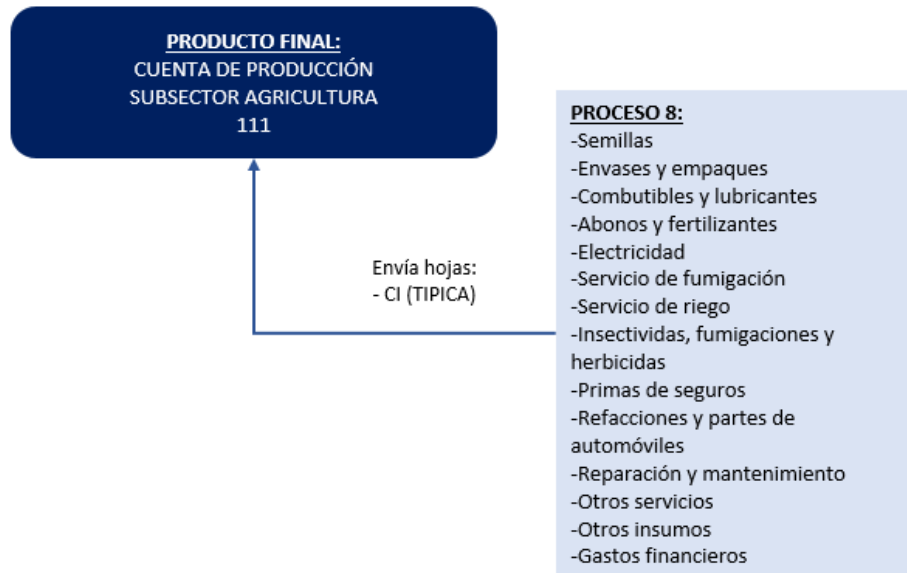 PRODUCTO FINAL:
CUENTA DE PRODUCCIÓN
SUBSECTOR AGRICULTURA
111
Envía hojas:
- CI (TIPICA)
PROCESO 8:
-Semillas
-Envases y empaques
-Combutibles y lubricantes
-Abonos y fertilizantes
-Electricidad
-Servicio de fumigación
-Servicio de riego
-Insectividas, fumigaciones y
herbicidas
-Primas de seguros
-Refacciones y partes de
automóviles
-Reparación y mantenimiento
-Otros servicios
-Otros insumos
-Gastos financieros